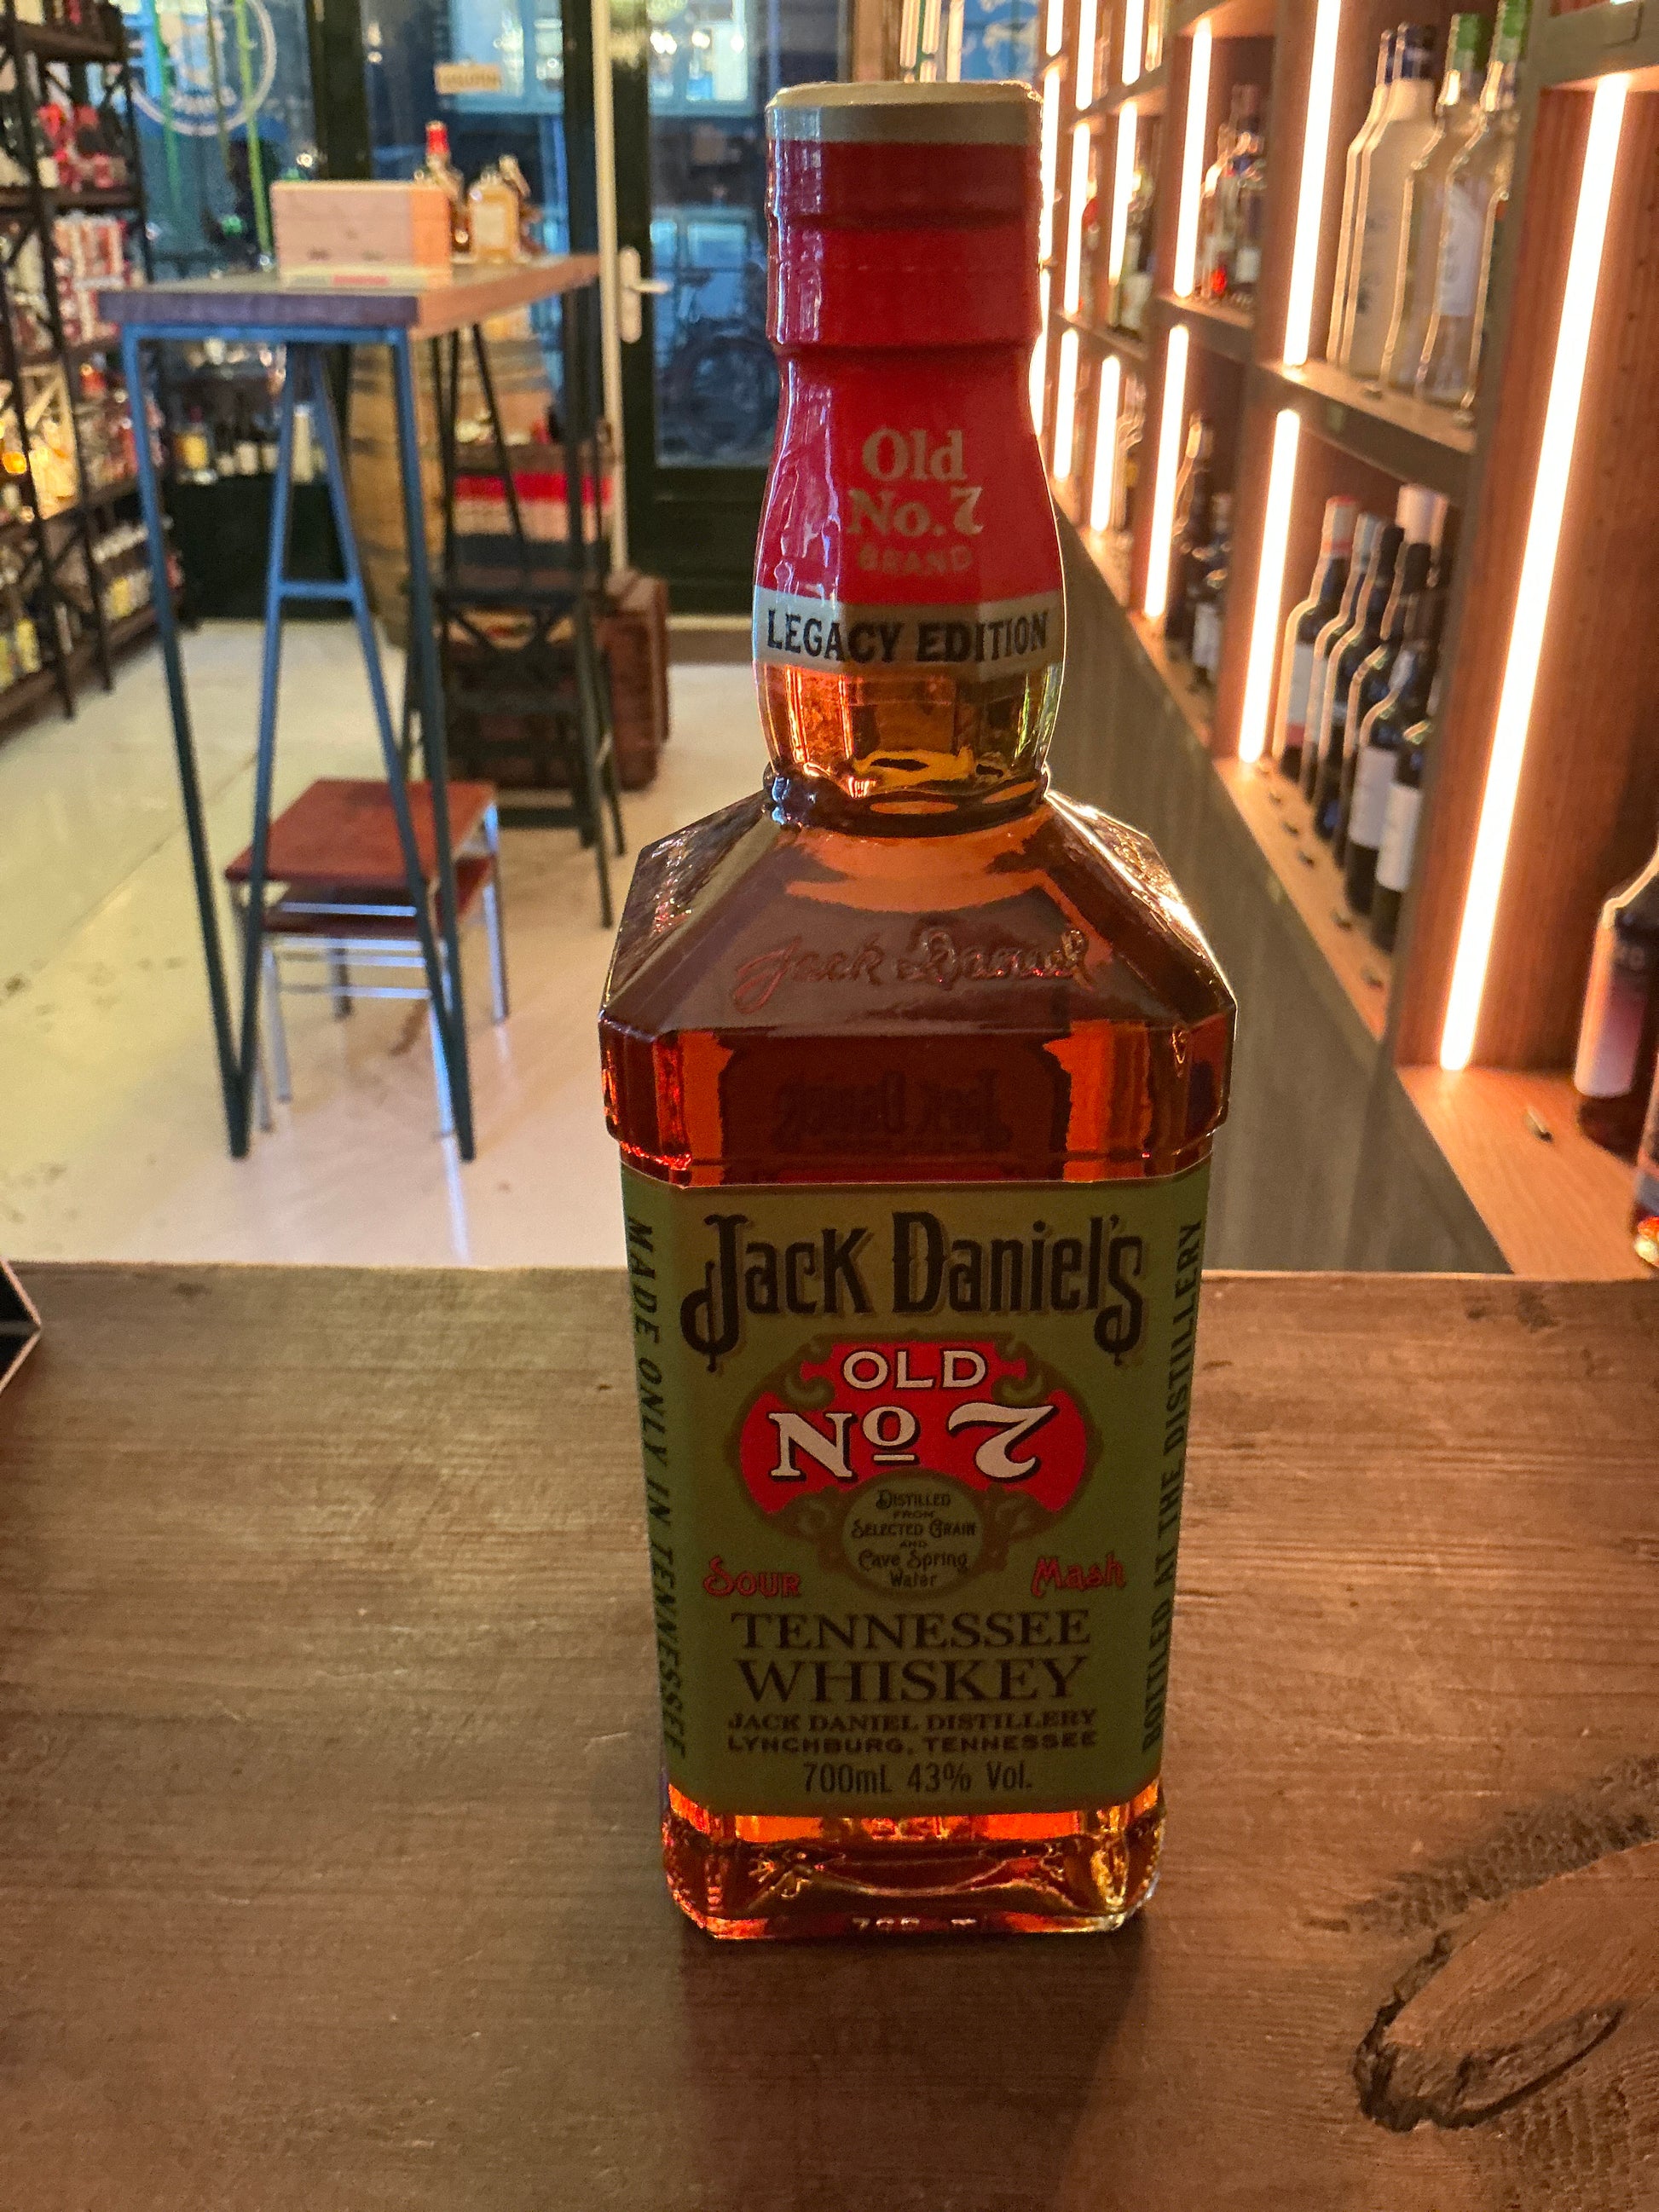 Old
No.7
BRAND
LEGACY EDITION
Jack Daniel
Jack Daniel's
OLD
No 7
DISTILLED
FROM
SELECTED GRAIN
AND
Cave Spring
Water
Sour Mash
TENNESSEE
WHISKEY
JACK DANIEL DISTILLERY
LYNCHBURG, TENNESSEE
700mL 43% Vol.
MADE ONLY IN TENNESSEE
BOTTLED AT THE DISTILLERY